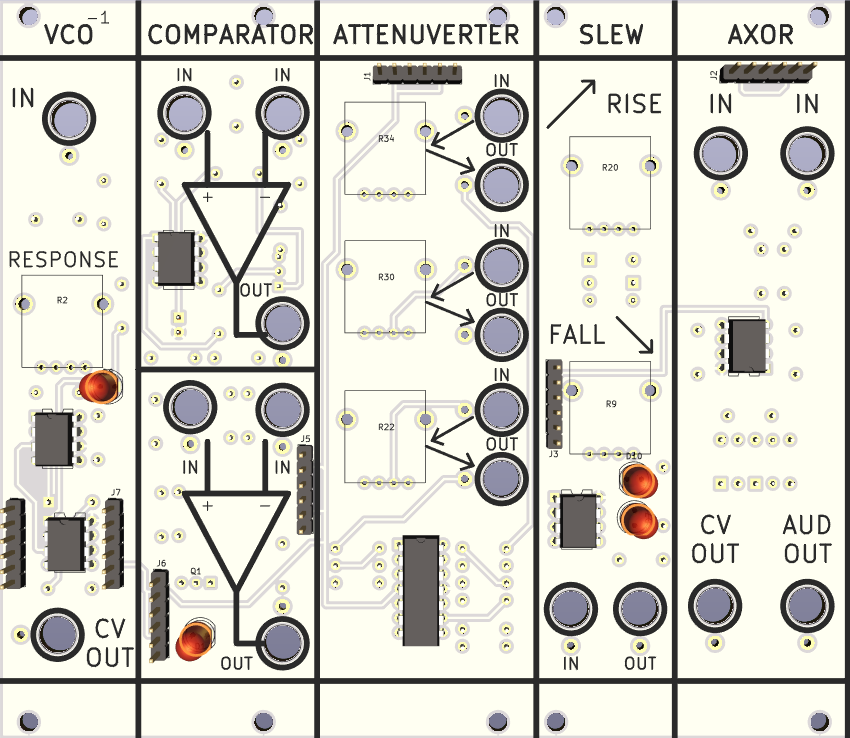 VCO⁻¹
COMPARATOR
ATTENUVERTER
SLEW
AXOR
IN
RESPONSE
R2
J7
CV
OUT
IN
IN
+
−
OUT
IN
IN
J5
+
−
J6
Q1
OUT
J1
IN
R34
OUT
IN
R30
OUT
IN
R22
OUT
RISE
R20
FALL
R9
J3
D10
IN
OUT
J2
IN
IN
CV
OUT
AUD
OUT